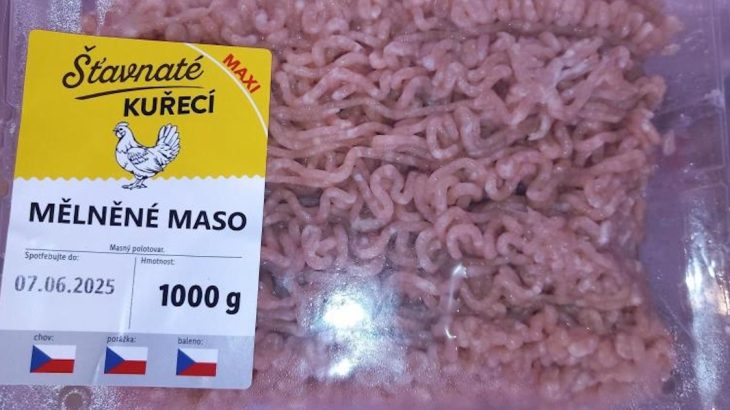 Šťavnaté
MAXI
KUŘECÍ
MĚLNĚNÉ MASO
Masný polotovar.
Spotřebujte do:
Hmotnost:
07.06.2025
1000 g
chov:
porážka:
baleno: